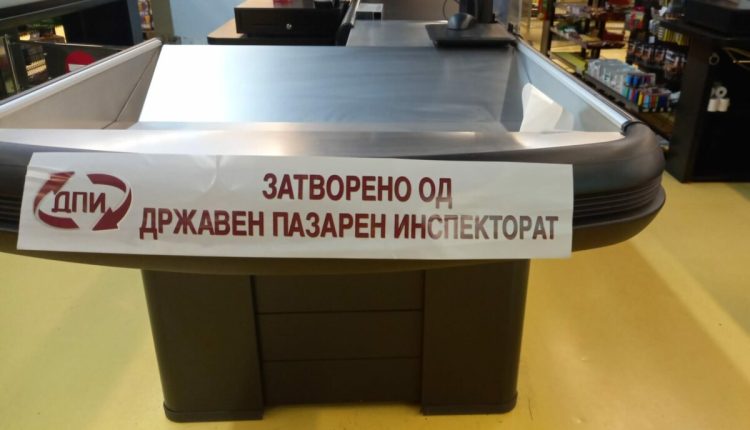 ДПИ
ЗАТВОРЕНО ОД
ДРЖАВЕН ПАЗАРЕН ИНСПЕКТОРАТ